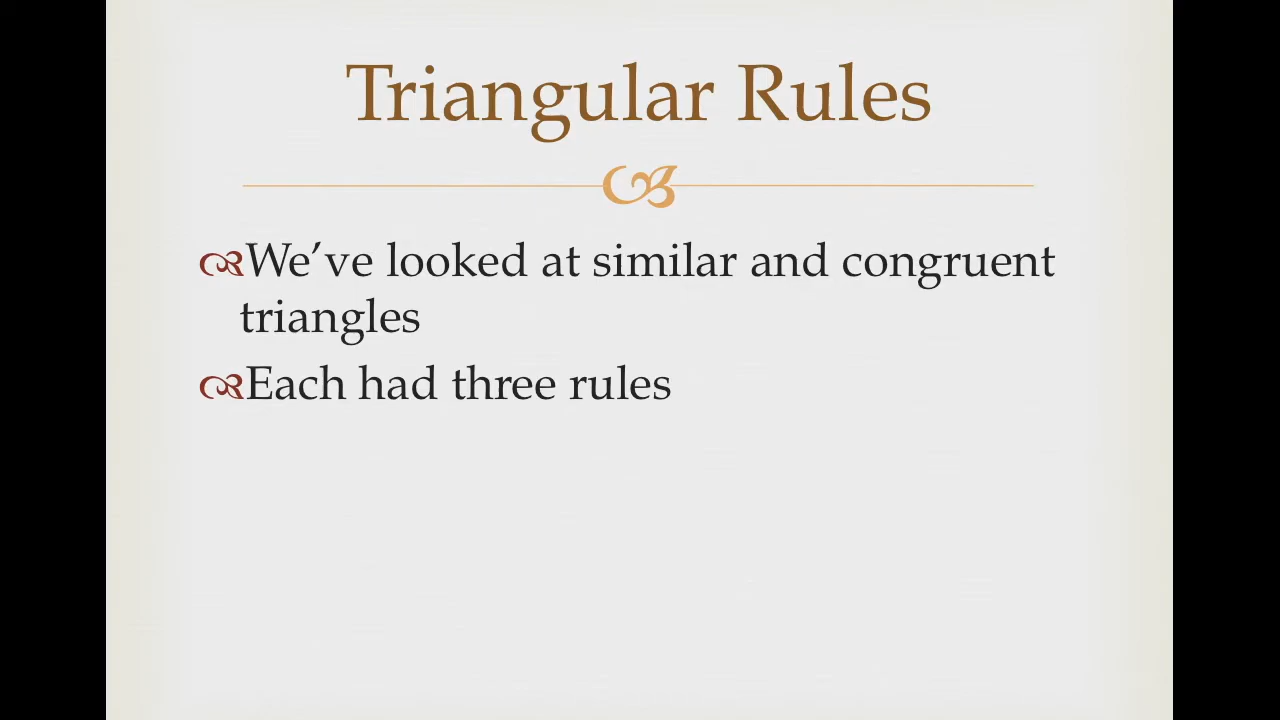 Triangular Rules
We’ve looked at similar and congruent
triangles
Each had three rules